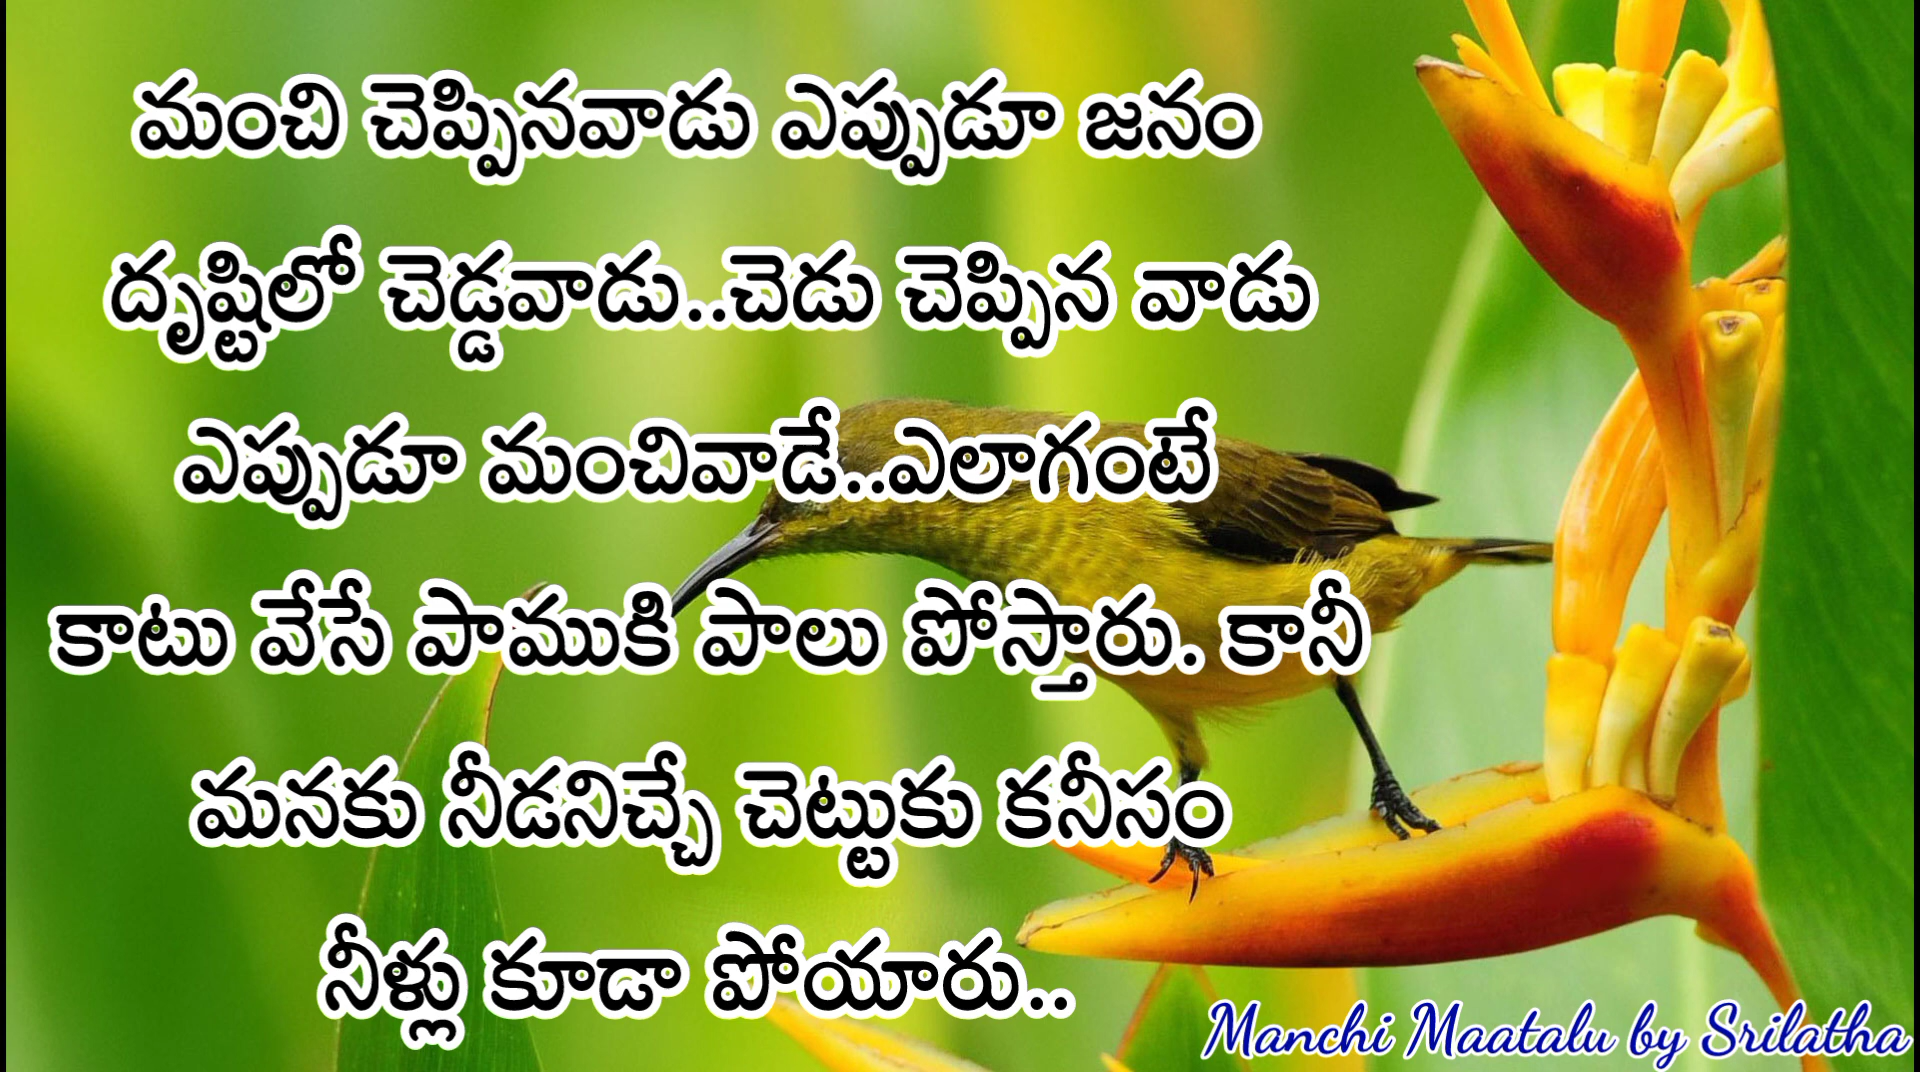 మంచి చెప్పినవాడు ఎప్పుడూ జనం
దృష్టిలో చెడ్డవాడు..చెడు చెప్పిన వాడు
ఎప్పుడూ మంచివాడే..ఎలాగంటే
కాటు వేసే పాముకి పాలు పోస్తారు. కానీ
మనకు నీడనిచ్చే చెట్టుకు కనీసం
నీళ్లు కూడా పోయారు..
Manchi Maatalu by Srilatha